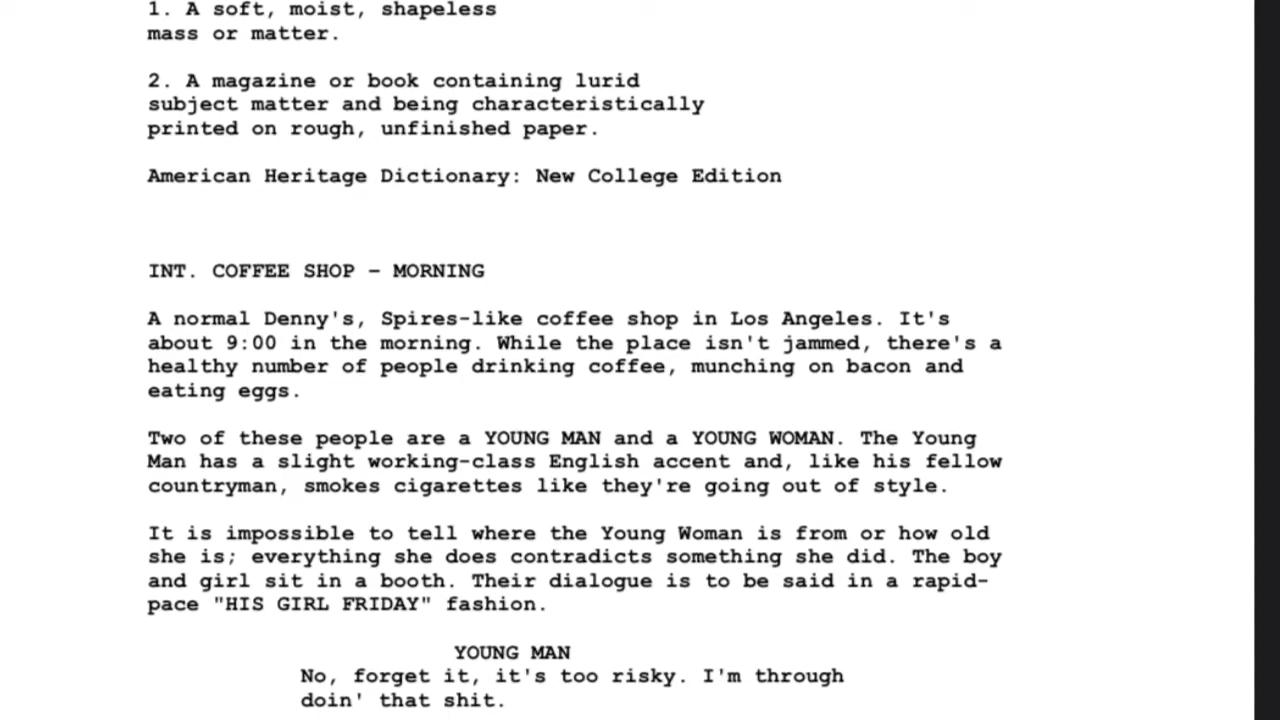 1. A soft, moist, shapeless
mass or matter.
2. A magazine or book containing lurid
subject matter and being characteristically
printed on rough, unfinished paper.
American Heritage Dictionary: New College Edition
INT. COFFEE SHOP – MORNING
A normal Denny's, Spires-like coffee shop in Los Angeles. It's
about 9:00 in the morning. While the place isn't jammed, there's a
healthy number of people drinking coffee, munching on bacon and
eating eggs.
Two of these people are a YOUNG MAN and a YOUNG WOMAN. The Young
Man has a slight working-class English accent and, like his fellow
countryman, smokes cigarettes like they're going out of style.
It is impossible to tell where the Young Woman is from or how old
she is; everything she does contradicts something she did. The boy
and girl sit in a booth. Their dialogue is to be said in a rapid-
pace "HIS GIRL FRIDAY" fashion.
YOUNG MAN
No, forget it, it's too risky. I'm through
doin' that shit.